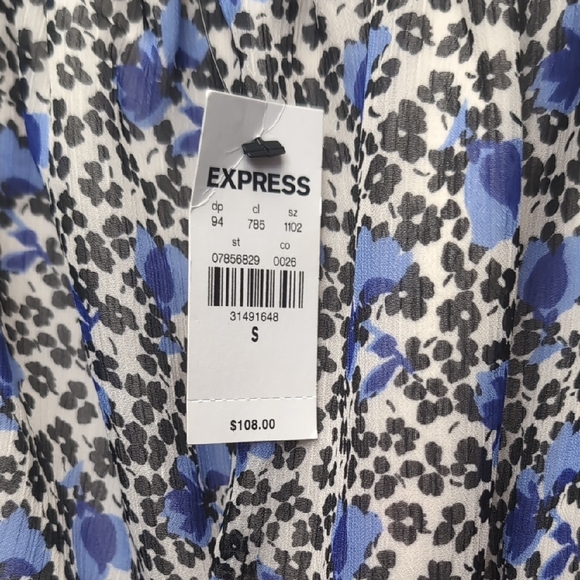 EXPRESS
dp cl sz
94 785 1102
st co
07856829 0026
31491648
S
$108.00